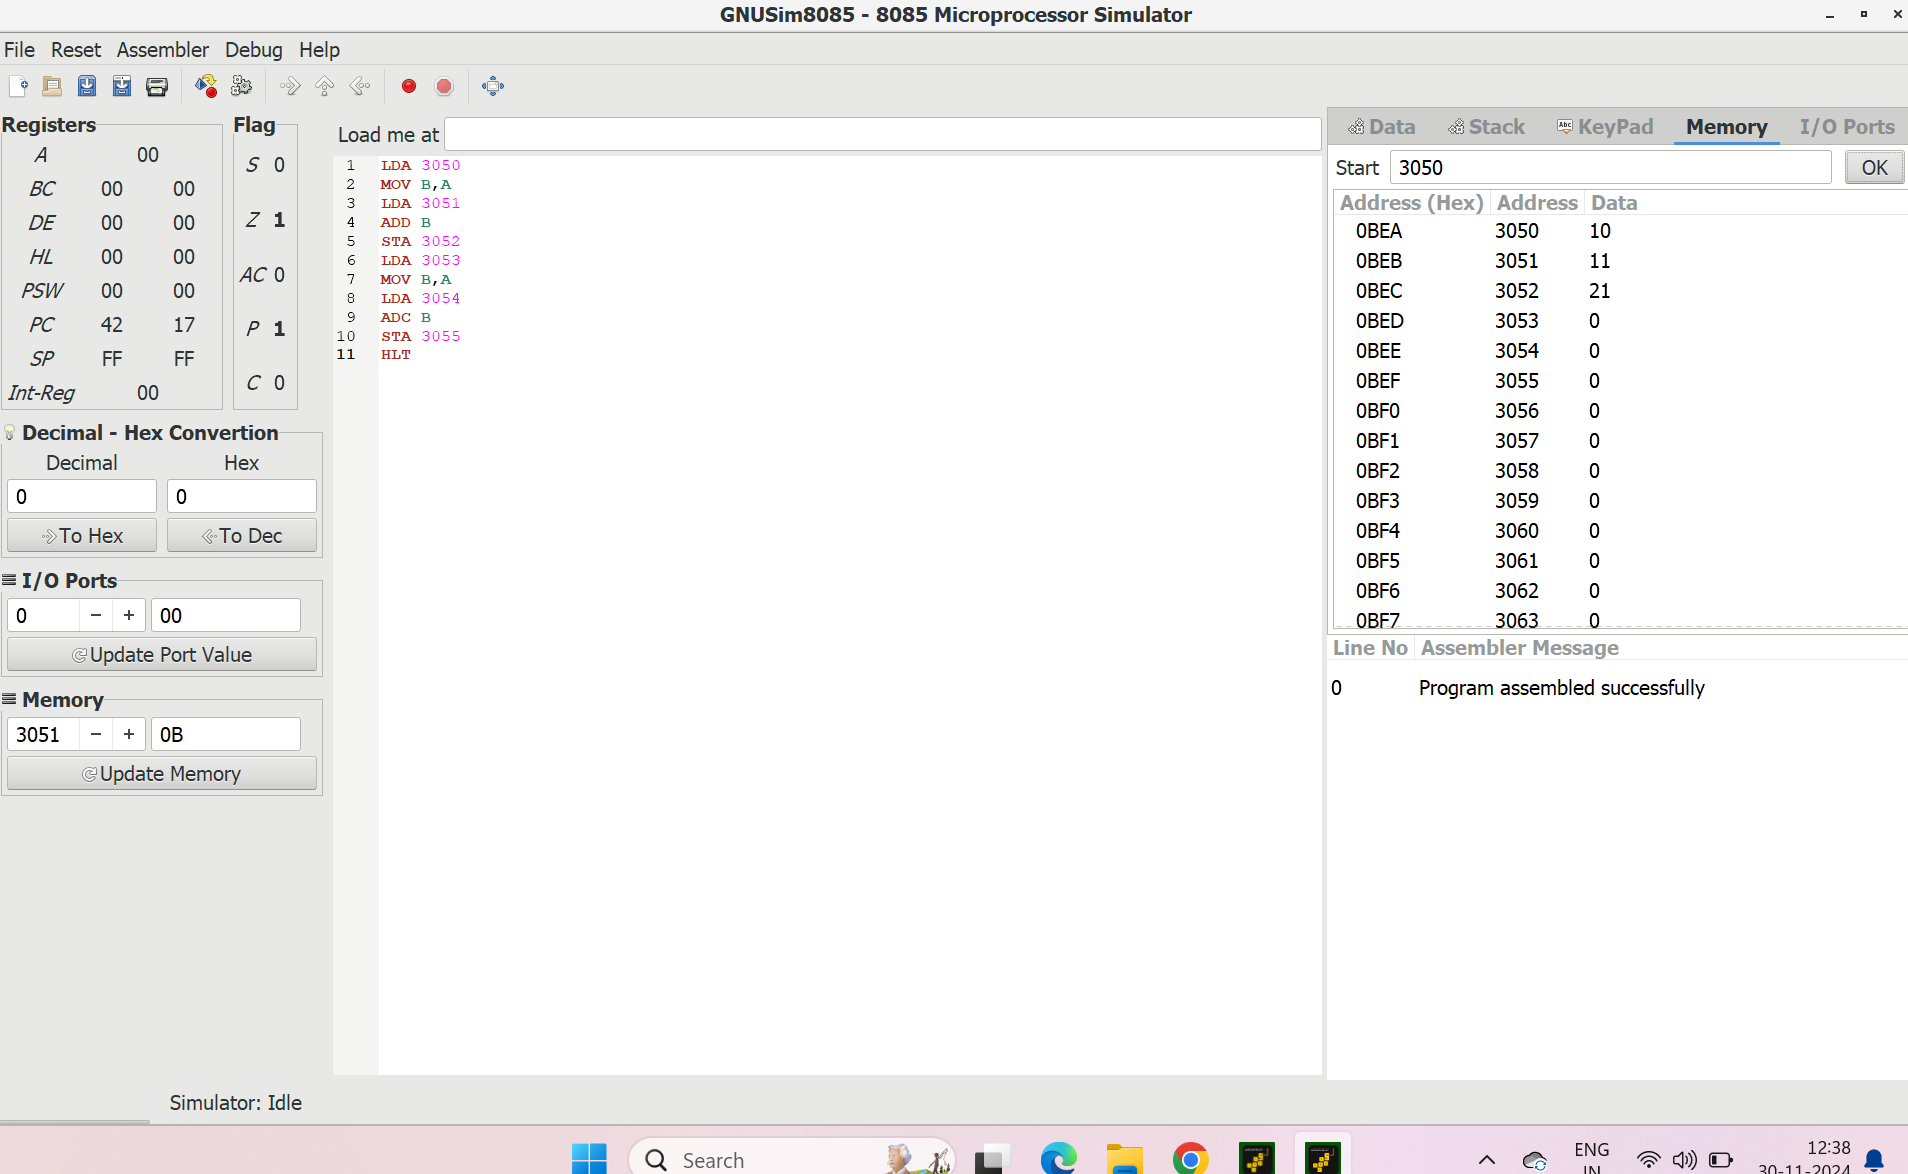 GNUSim8085 - 8085 Microprocessor Simulator
File Reset Assembler Debug Help
Registers
A 00
BC 00 00
DE 00 00
HL 00 00
PSW 00 00
PC 42 17
SP FF FF
Int-Reg 00
Flag
S 0
Z 1
AC 0
P 1
C 0
Decimal - Hex Convertion
Decimal Hex
0 0
To Hex To Dec
I/O Ports
0 − + 00
Update Port Value
Memory
3051 − + 0B
Update Memory
Load me at
1 LDA 3050
2 MOV B,A
3 LDA 3051
4 ADD B
5 STA 3052
6 LDA 3053
7 MOV B,A
8 LDA 3054
9 ADC B
10 STA 3055
11 HLT
Data Stack Abc KeyPad Memory I/O Ports
Start 3050 OK
Address (Hex) Address Data
0BEA 3050 10
0BEB 3051 11
0BEC 3052 21
0BED 3053 0
0BEE 3054 0
0BEF 3055 0
0BF0 3056 0
0BF1 3057 0
0BF2 3058 0
0BF3 3059 0
0BF4 3060 0
0BF5 3061 0
0BF6 3062 0
0BF7 3063 0
Line No Assembler Message
0 Program assembled successfully
Simulator: Idle
Search
ENG
IN
12:38
30-11-2024